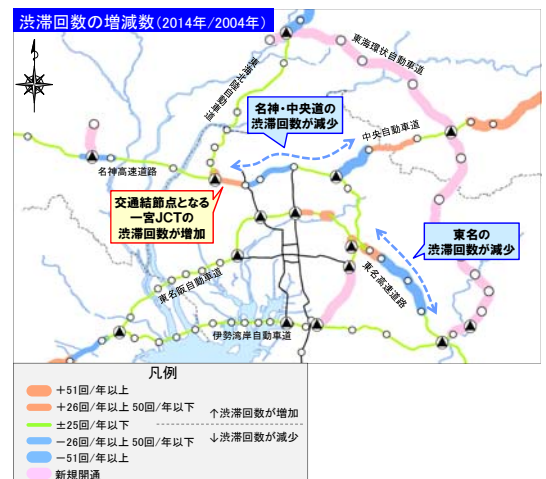 渋滞回数の増減数(2014年/2004年)
東海北陸自動車道
東海環状自動車道
名神・中央道の
渋滞回数が減少
中央自動車道
名神高速道路
交通結節点となる
一宮JCTの
渋滞回数が増加
東名の
渋滞回数が減少
東名高速道路
東名阪自動車道
伊勢湾岸自動車道
凡例
+51回/年以上
+26回/年以上 50回/年以下
↑渋滞回数が増加
±25回/年以下
-26回/年以上 50回/年以下
↓渋滞回数が減少
-51回/年以上
新規開通